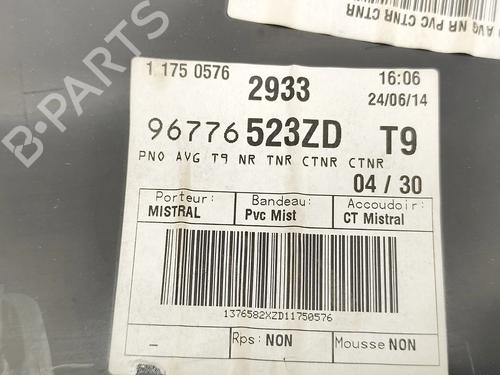 AVG NR PVC CTNR CTNR
1 175 0576
2933
16:06
24/06/14
96776 523ZD T9
PNO AVG T9 NR TNR CTNR CTNR
04 / 30
Porteur: MISTRAL
Bandeau: Pvc Mist
Accoudoir: CT Mistral
1376582XZD11750576
– Rps: NON Mousse NON
B-PARTS